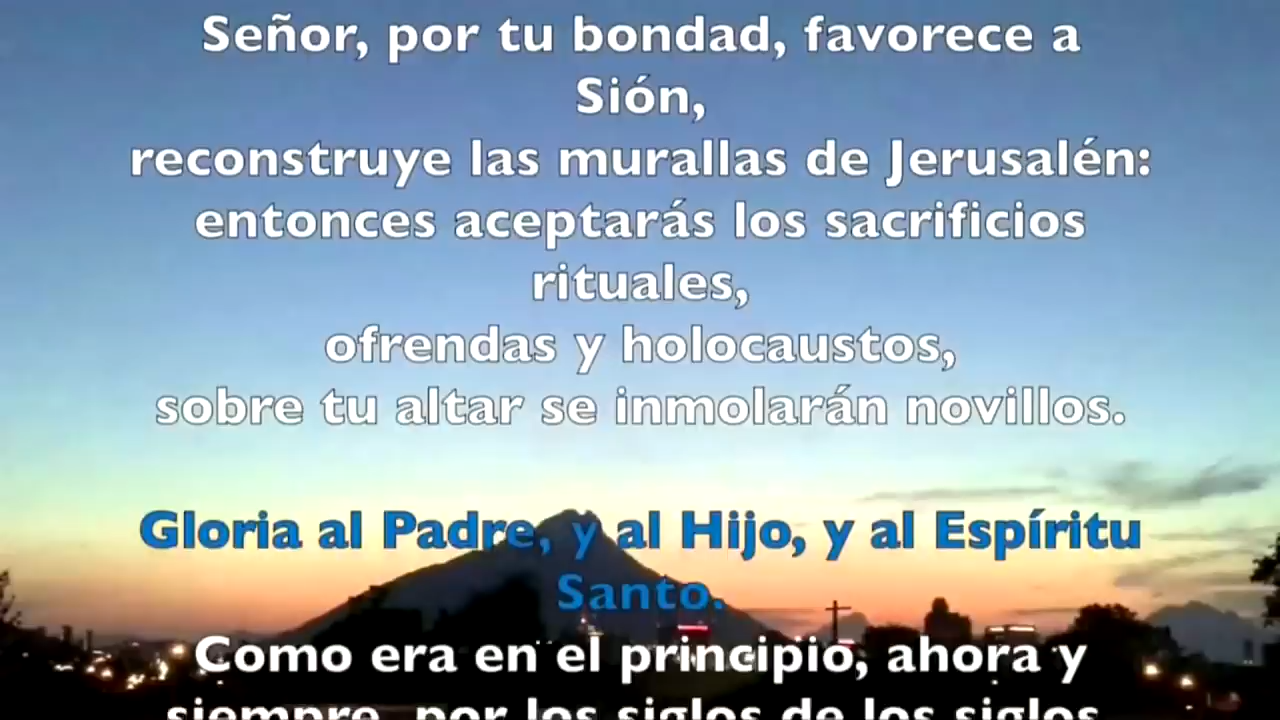 Señor, por tu bondad, favorece a
Sión,
reconstruye las murallas de Jerusalén:
entonces aceptarás los sacrificios
rituales,
ofrendas y holocaustos,
sobre tu altar se inmolarán novillos.
Gloria al Padre, y al Hijo, y al Espíritu
Santo.
Como era en el principio, ahora y
siempre, por los siglos de los siglos.